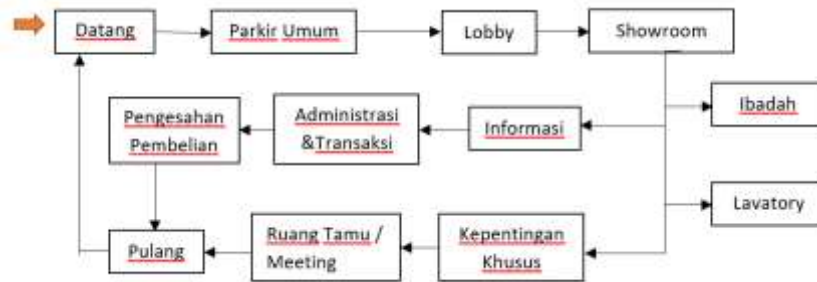 Datang
Parkir Umum
Lobby
Showroom
Ibadah
Pengesahan
Pembelian
Administrasi
&Transaksi
Informasi
Lavatory
Pulang
Ruang Tamu /
Meeting
Kepentingan
Khusus